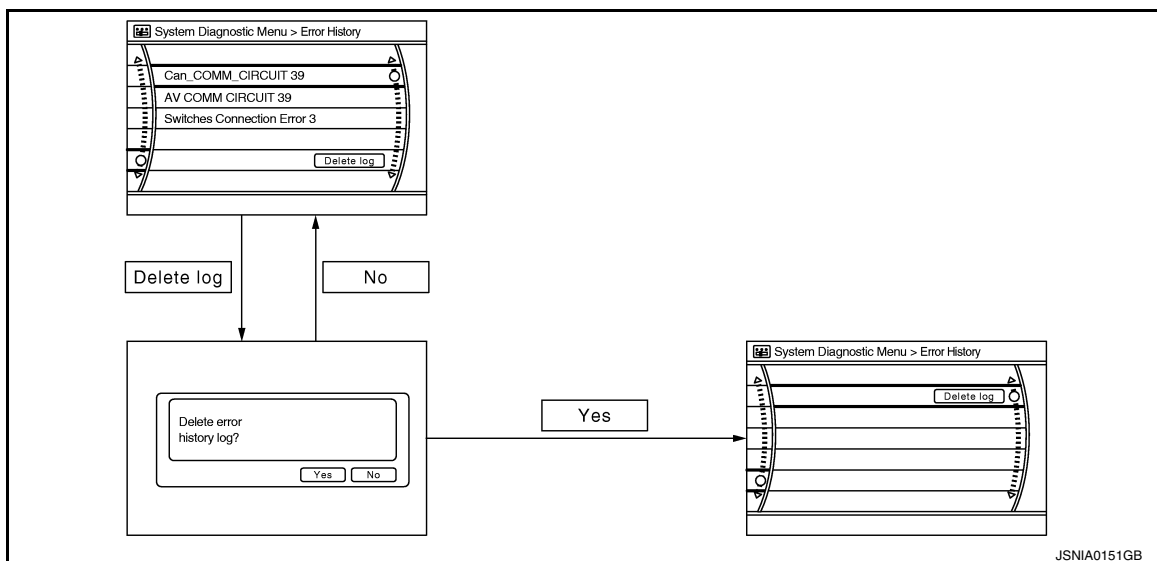 System Diagnostic Menu > Error History
Can_COMM_CIRCUIT 39
AV COMM CIRCUIT 39
Switches Connection Error 3
Delete log
Delete log
No
Delete error
history log?
Yes
No
Yes
System Diagnostic Menu > Error History
Delete log
JSNIA0151GB